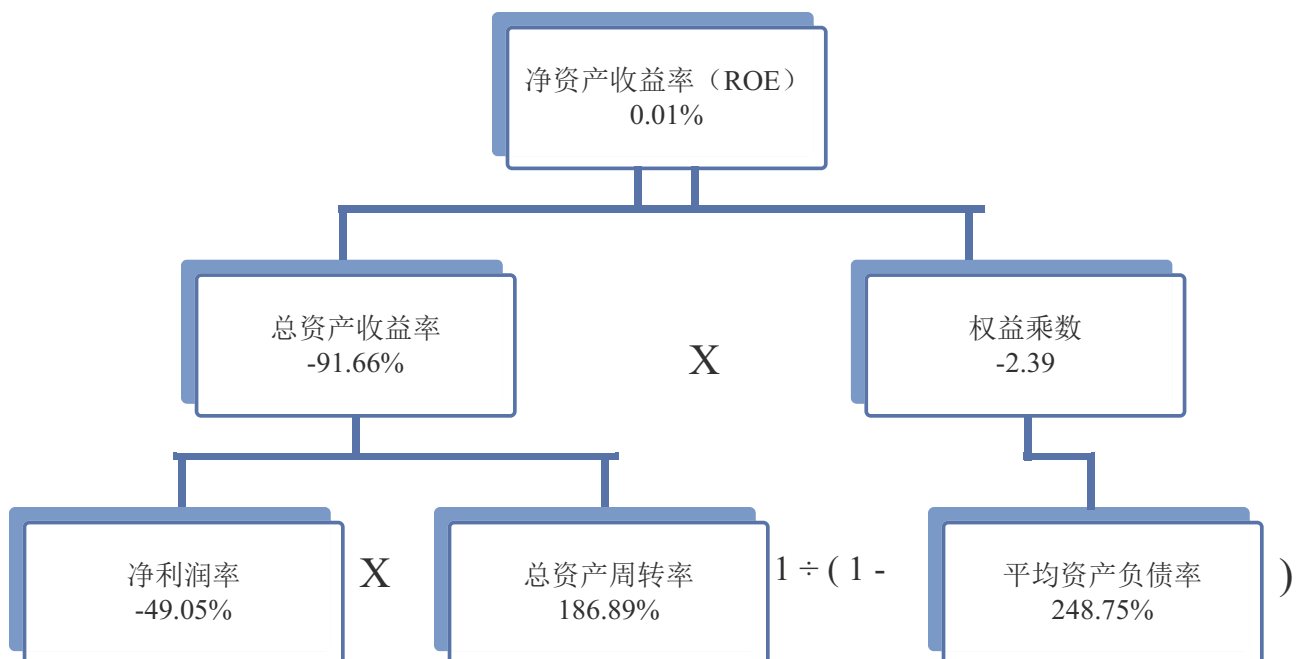 净资产收益率（ROE）
0.01%
总资产收益率
-91.66%
X
权益乘数
-2.39
净利润率
-49.05%
X
总资产周转率
186.89%
1 ÷ ( 1 -
平均资产负债率
248.75%
)